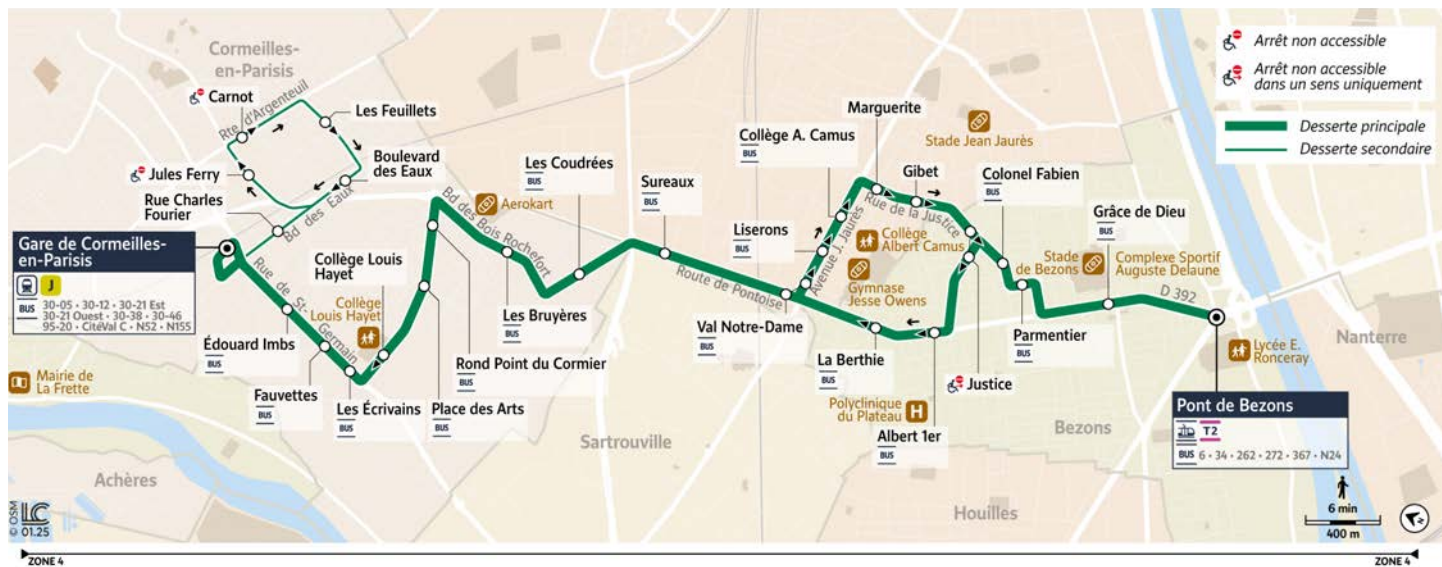 Arrêt non accessible
Arrêt non accessible
dans un sens uniquement
Desserte principale
Desserte secondaire
Cormeilles-
en-Parisis
Carnot
Rte d'Argenteuil
Les Feuillets
Jules Ferry
Boulevard
des Eaux
Rue Charles
Fourier
Bd des Eaux
Gare de Cormeilles-
en-Parisis
J
BUS
30-05 • 30-12 • 30-21 Est
30-21 Ouest • 30-38 • 30-46
95-20 • CitéVal C • N52 • N155
Rue de St-Germain
Édouard Imbs
BUS
Fauvettes
BUS
Les Écrivains
BUS
Collège Louis
Hayet
Collège
Louis Hayet
Place des Arts
BUS
Rond Point du Cormier
BUS
Bd des Bois Rochefort
Aerokart
Les Bruyères
BUS
Les Coudrées
BUS
Sureaux
BUS
Route de Pontoise
Val Notre-Dame
BUS
Liserons
BUS
Avenue J. Jaurès
Collège A. Camus
BUS
Marguerite
Stade Jean Jaurès
Gibet
Rue de la Justice
Collège
Albert Camus
Gymnase
Jesse Owens
Colonel Fabien
BUS
Justice
La Berthie
BUS
Polyclinique
du Plateau
H
Albert 1er
BUS
Parmentier
BUS
Stade
de Bezons
Grâce de Dieu
BUS
Complexe Sportif
Auguste Delaune
D 392
Lycée E.
Ronceray
Nanterre
Pont de Bezons
T2
BUS
6 • 34 • 262 • 272 • 367 • N24
Mairie de
La Frette
Achères
Sartrouville
Bezons
Houilles
6 min
400 m
N
© OSM
LC
01.25
ZONE 4
ZONE 4